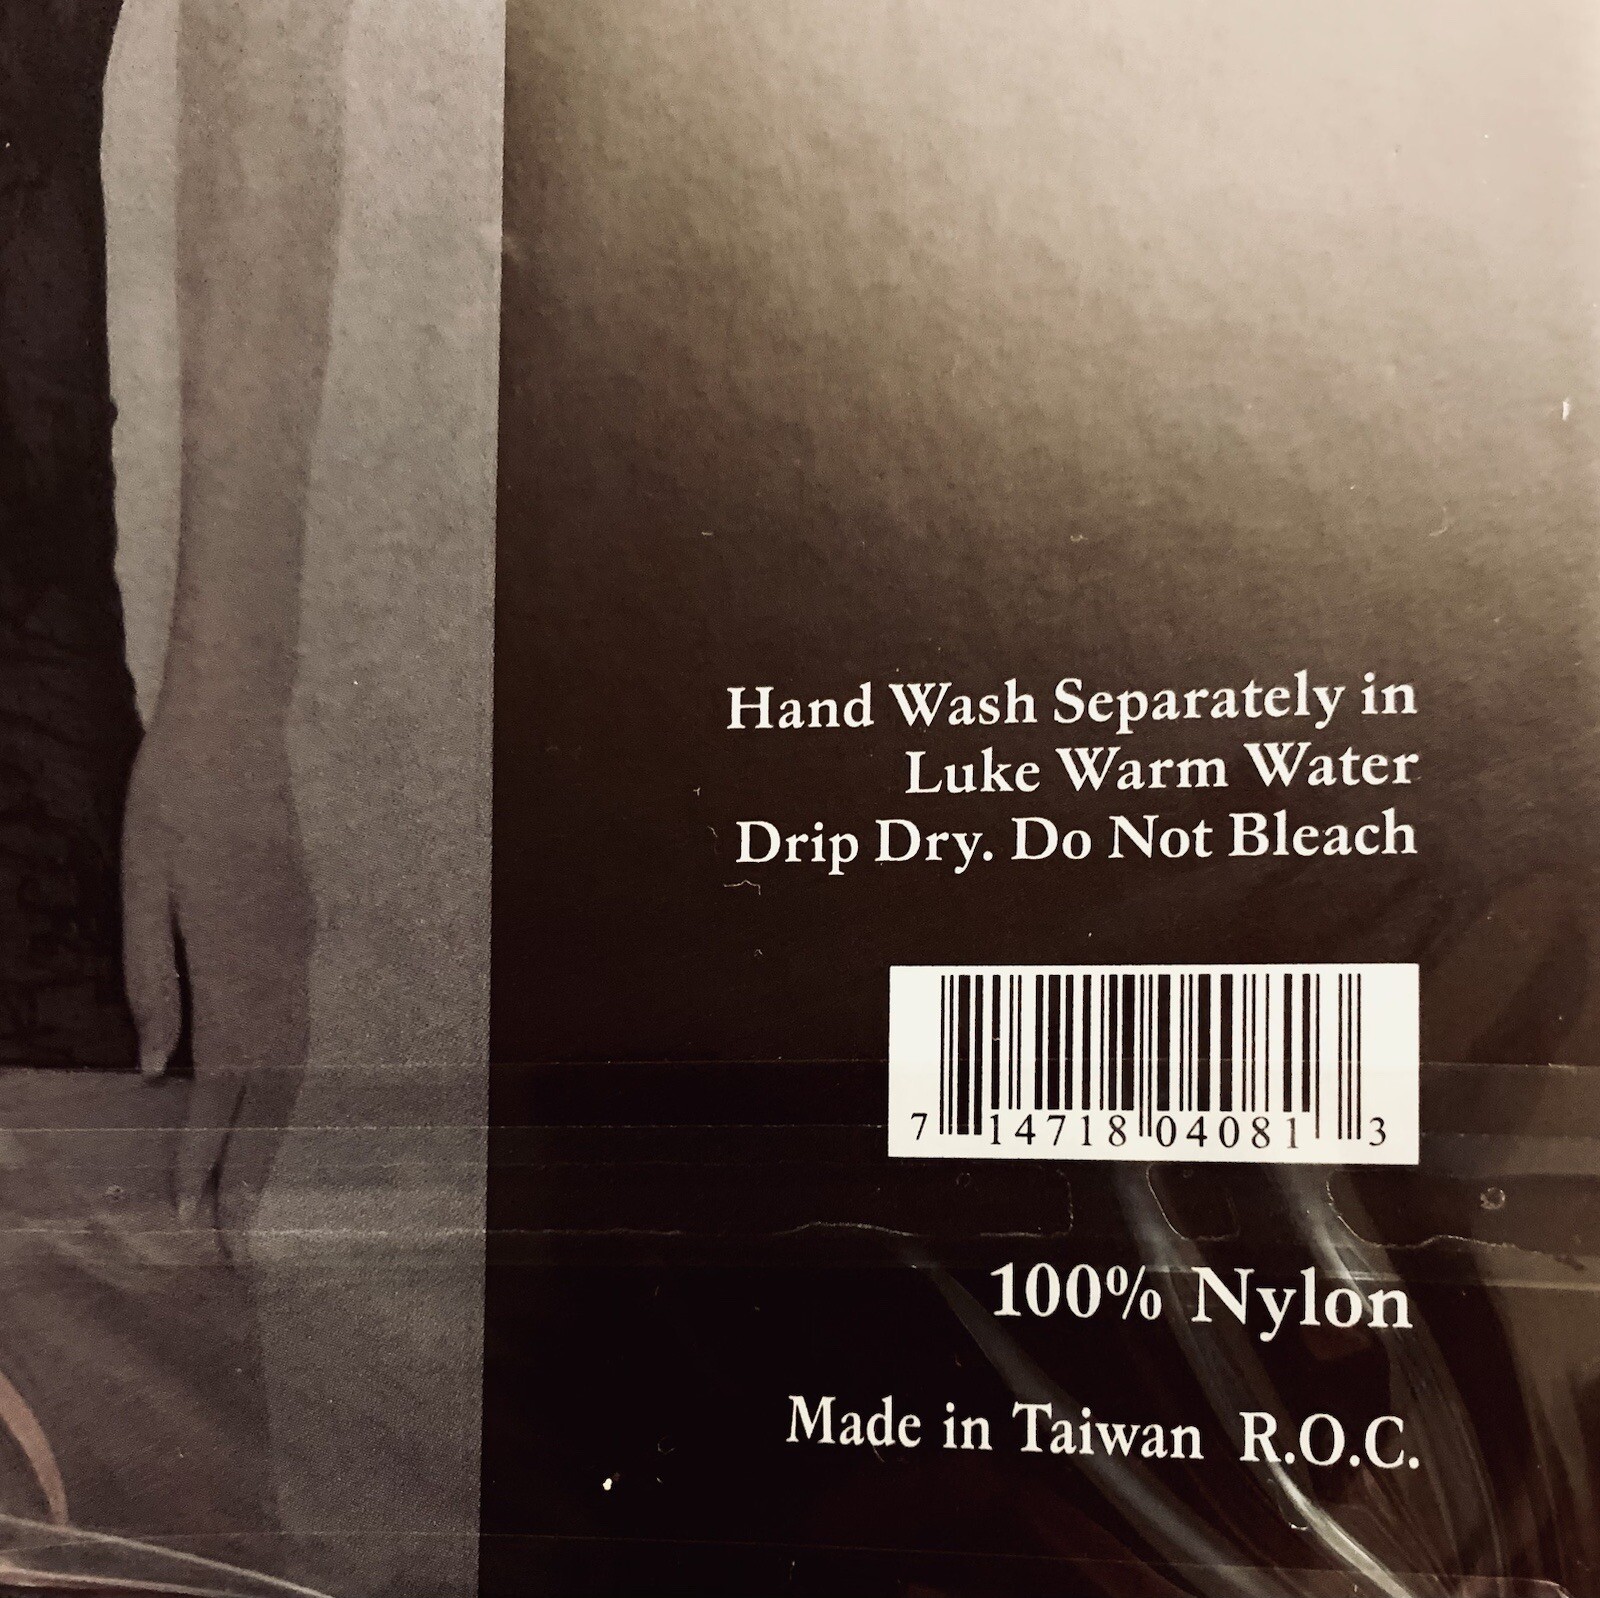 Hand Wash Separately in
Luke Warm Water
Drip Dry. Do Not Bleach
7 14718 04081 3
100% Nylon
Made in Taiwan R.O.C.